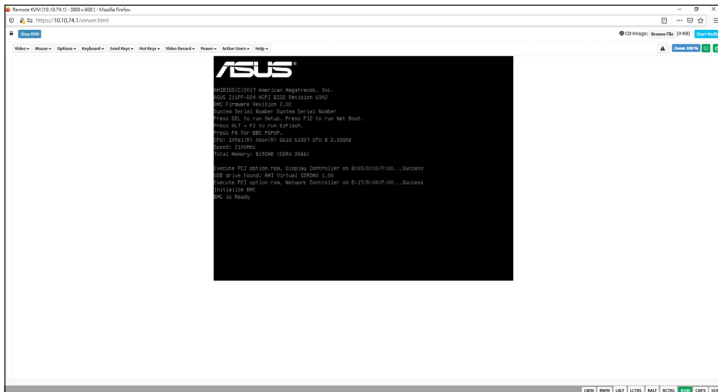 Remote KVM [10.10.74.1] - [800 x 600] - Mozilla Firefox
https://10.10.74.1/viewer.html
Stop KVM
CD Image: Browse File (0 KB) Start Media
Video Mouse Options Keyboard Send Keys Hot Keys Video Record Power Active Users Help
Zoom 100 %
ASUS
AMIBIOS(C)2017 American Megatrends, Inc.
ASUS Z11PP-D24 ACPI BIOS Revision 6302
BMC Firmware Revision 2.02
System Serial Number System Serial Number
Press DEL to run Setup. Press F12 to run Net Boot.
Press ALT + F2 to run EzFlash.
Press F8 for BBS POPUP.
CPU: Intel(R) Xeon(R) Gold 6130T CPU @ 2.10GHz
Speed: 2100MHz
Total Memory: 8192MB (DDR4 2666)
Execute PCI option rom, Display Controller on B:03/D:00/F:00...Success
USB drive found: AMI Virtual CDROM0 1.00
Execute PCI option rom, Network Controller on B:17/D:00/F:00...Success
Initialize BMC
BMC is Ready
LWIN RWIN LALT LCTRL RALT RCTRL NUM CAPS SCR